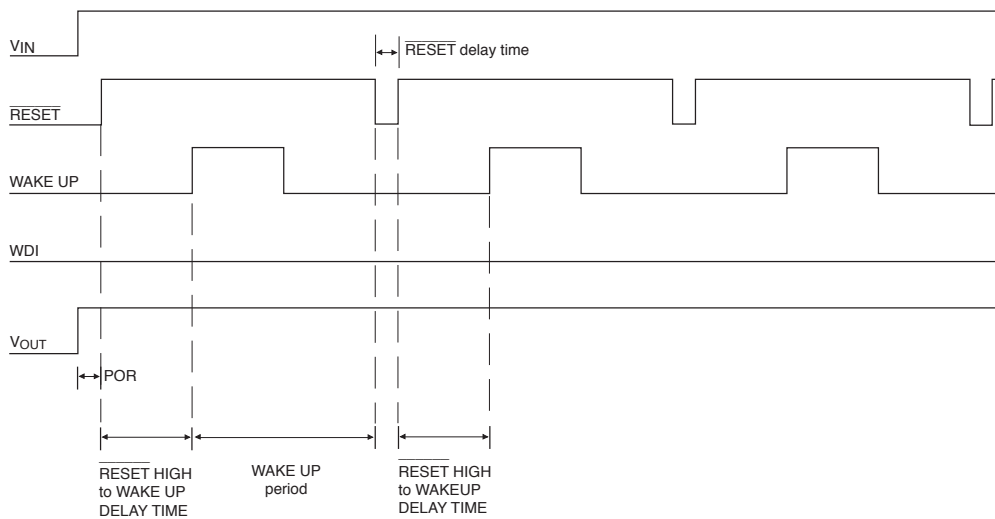 VIN
RESET delay time
RESET
WAKE UP
WDI
VOUT
POR
RESET HIGH
to WAKE UP
DELAY TIME
WAKE UP
period
RESET HIGH
to WAKEUP
DELAY TIME